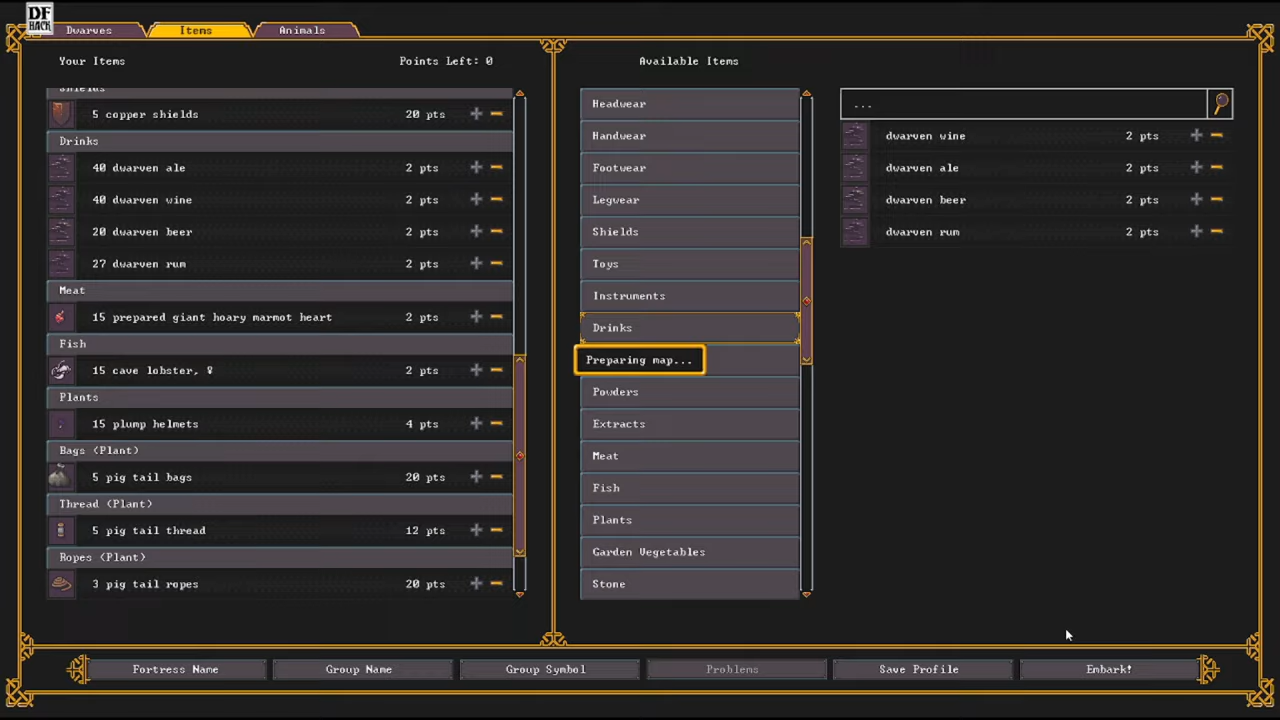 DF
HACK
Dwarves
Items
Animals
Your Items
Points Left: 0
Shields
5 copper shields 20 pts
Drinks
40 dwarven ale 2 pts
40 dwarven wine 2 pts
20 dwarven beer 2 pts
27 dwarven rum 2 pts
Meat
15 prepared giant hoary marmot heart 2 pts
Fish
15 cave lobster, ♀ 2 pts
Plants
15 plump helmets 4 pts
Bags (Plant)
5 pig tail bags 20 pts
Thread (Plant)
5 pig tail thread 12 pts
Ropes (Plant)
3 pig tail ropes 20 pts
Available Items
Headwear
Handwear
Footwear
Legwear
Shields
Toys
Instruments
Drinks
Preparing map...
Powders
Extracts
Meat
Fish
Plants
Garden Vegetables
Stone
...
dwarven wine 2 pts
dwarven ale 2 pts
dwarven beer 2 pts
dwarven rum 2 pts
Fortress Name
Group Name
Group Symbol
Problems
Save Profile
Embark!